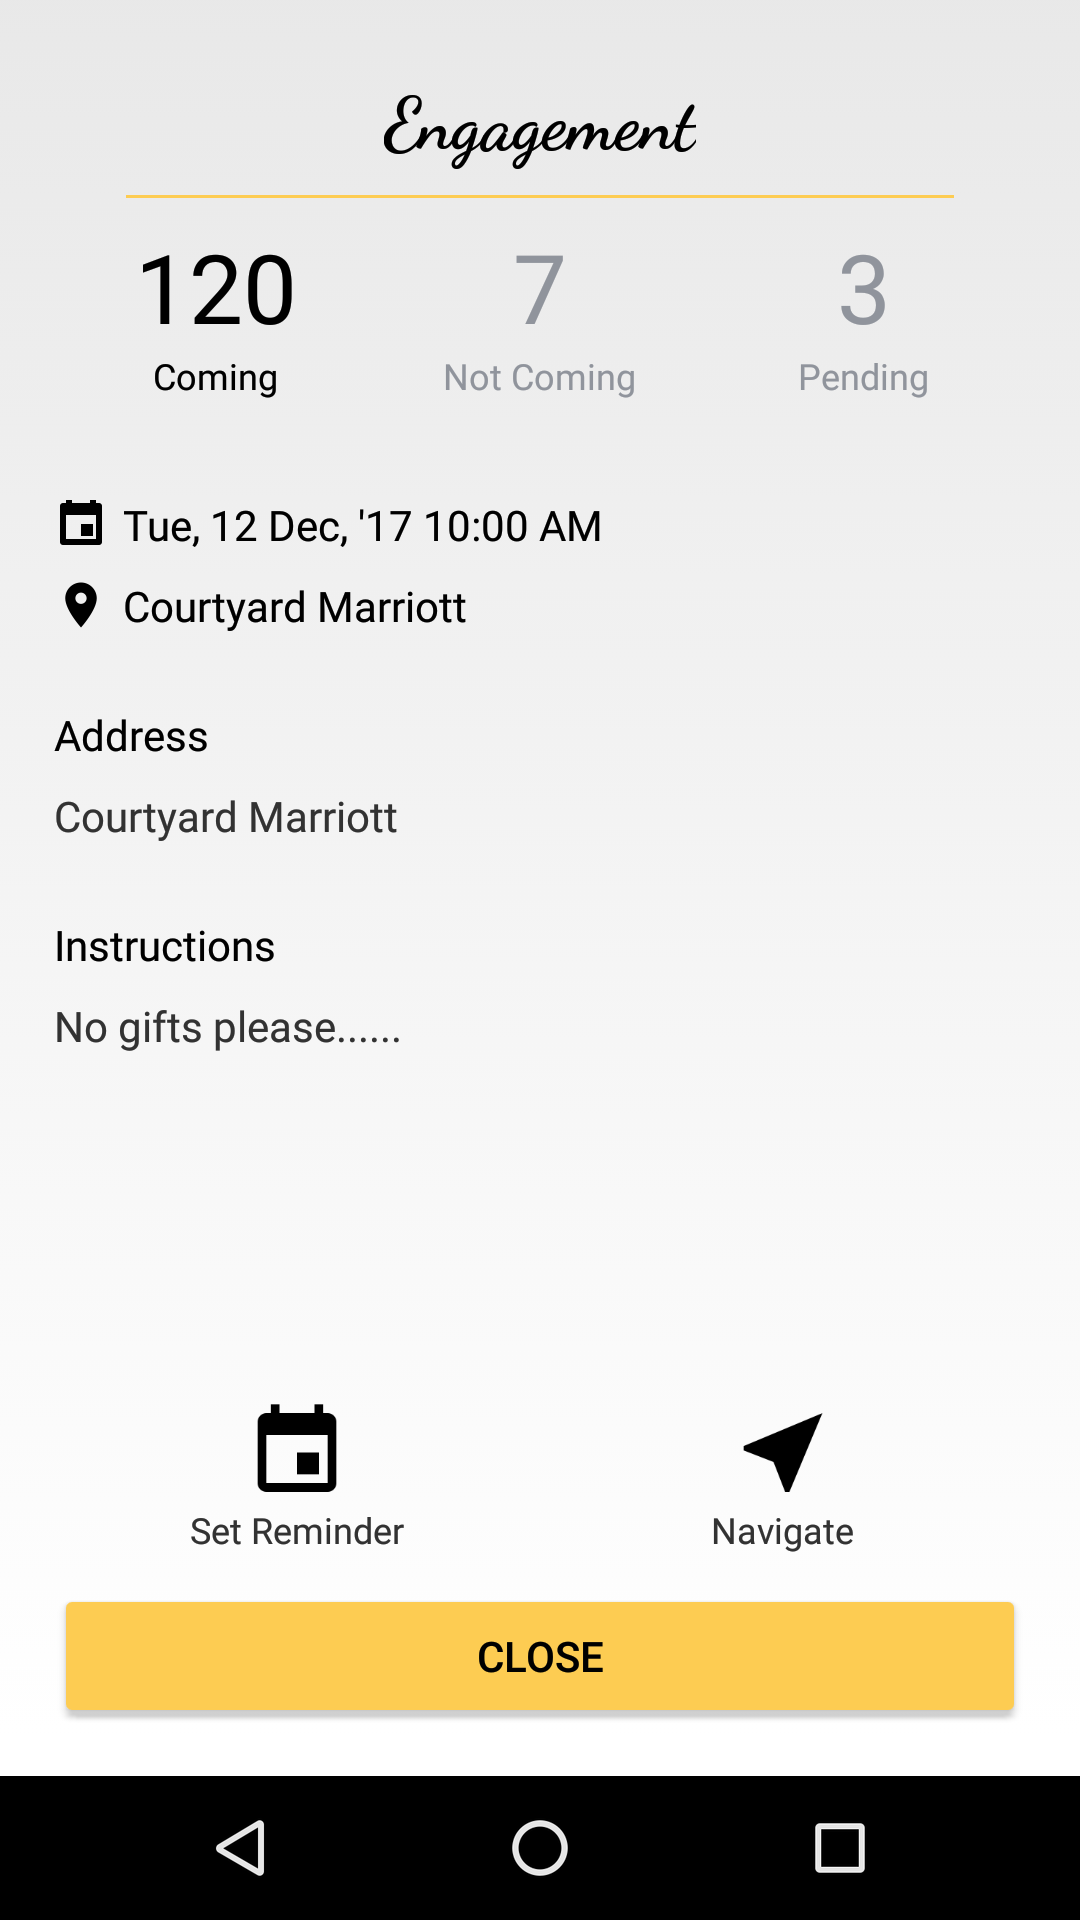 Engagement
120 7 3
Coming Not Coming Pending
Tue, 12 Dec, '17 10:00 AM
Courtyard Marriott
Address
Courtyard Marriott
Instructions
No gifts please......
Set Reminder Navigate
CLOSE